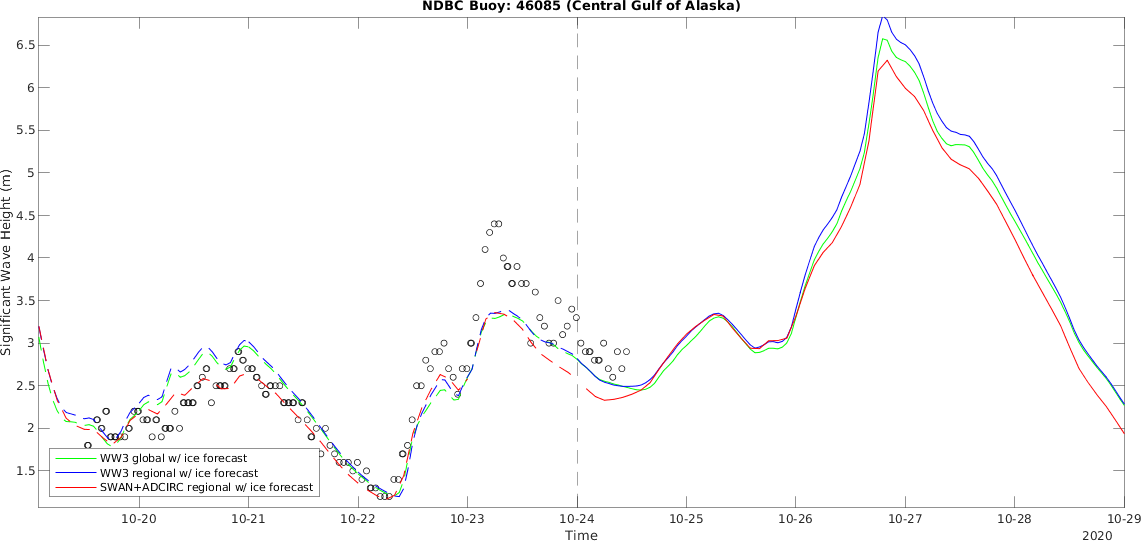 NDBC Buoy: 46085 (Central Gulf of Alaska)
Significant Wave Height (m)
6.5
6
5.5
5
4.5
4
3.5
3
2.5
2
1.5
WW3 global w/ ice forecast
WW3 regional w/ ice forecast
SWAN+ADCIRC regional w/ ice forecast
10-20 10-21 10-22 10-23 10-24 10-25 10-26 10-27 10-28 10-29
Time
2020